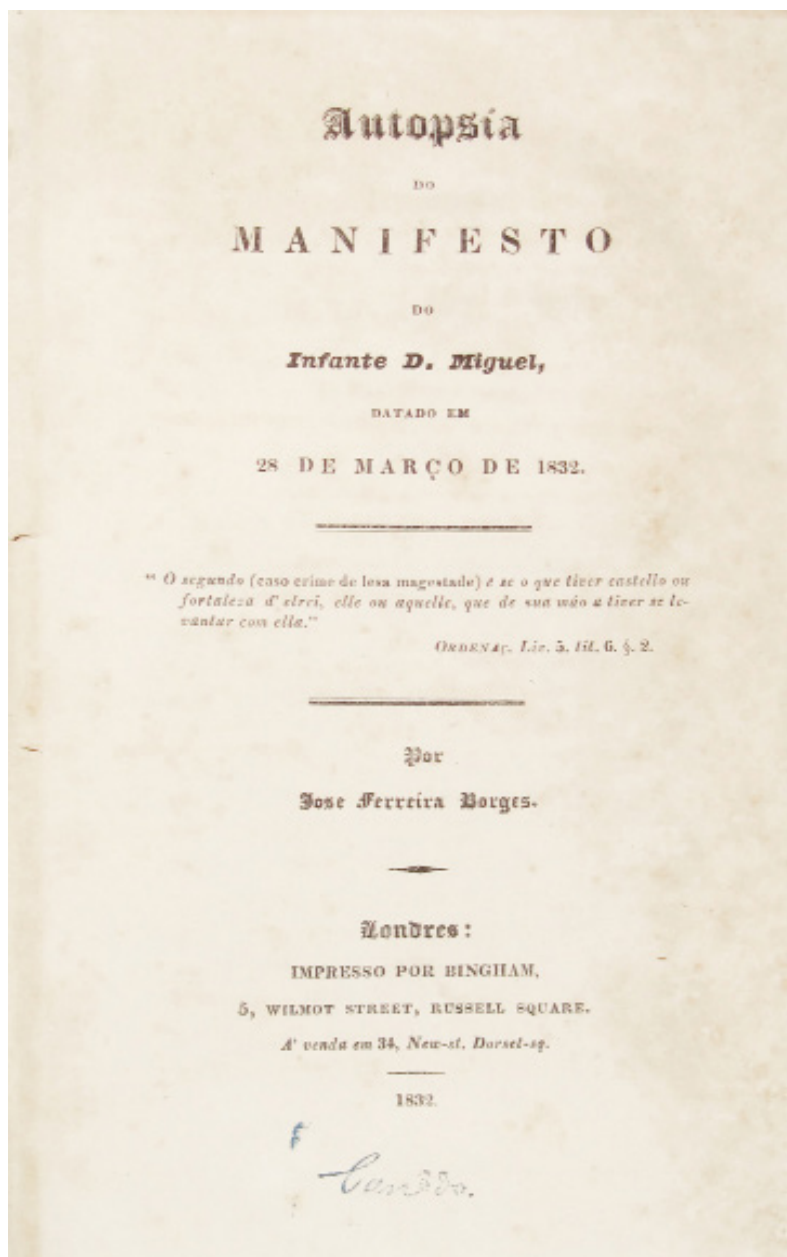 Autopsia
DO
MANIFESTO
DO
Infante D. Miguel,
DATADO EM
28 DE MARÇO DE 1832.
“ O segundo (caso crime de lesa magestade) é se o que tiver castello ou
fortaleza d' elrei, elle ou aquelle, que de sua mão a tiver se le-
vantar com ella.”
ORDENAÇ. Liv. 5. tit. 6. §. 2.
Por
Jose Ferreira Borges.
Londres:
IMPRESSO POR BINGHAM,
5, WILMOT STREET, RUSSELL SQUARE.
A' venda em 34, New-st. Dorset-sq.
1832.